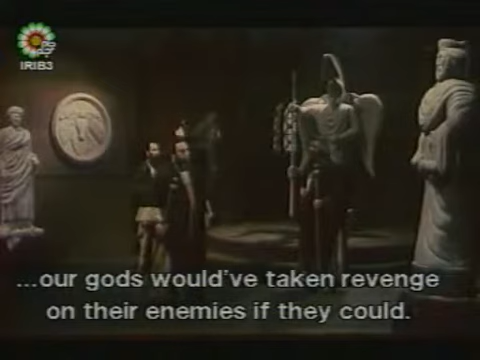 IRIB3
...our gods would've taken revenge
on their enemies if they could.